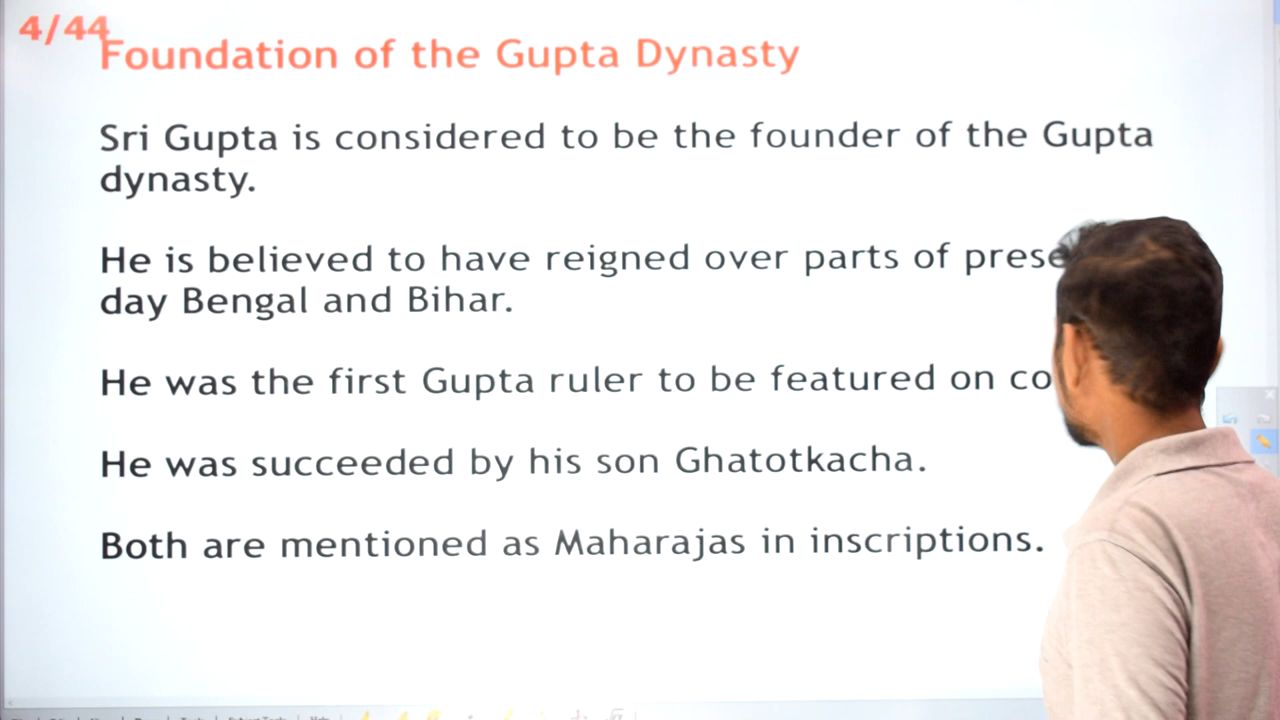 4/44
Foundation of the Gupta Dynasty
Sri Gupta is considered to be the founder of the Gupta
dynasty.
He is believed to have reigned over parts of
day Bengal and Bihar.
He was the first Gupta ruler to be featured on
He was succeeded by his son Ghatotkacha.
Both are mentioned as Maharajas in inscriptions.